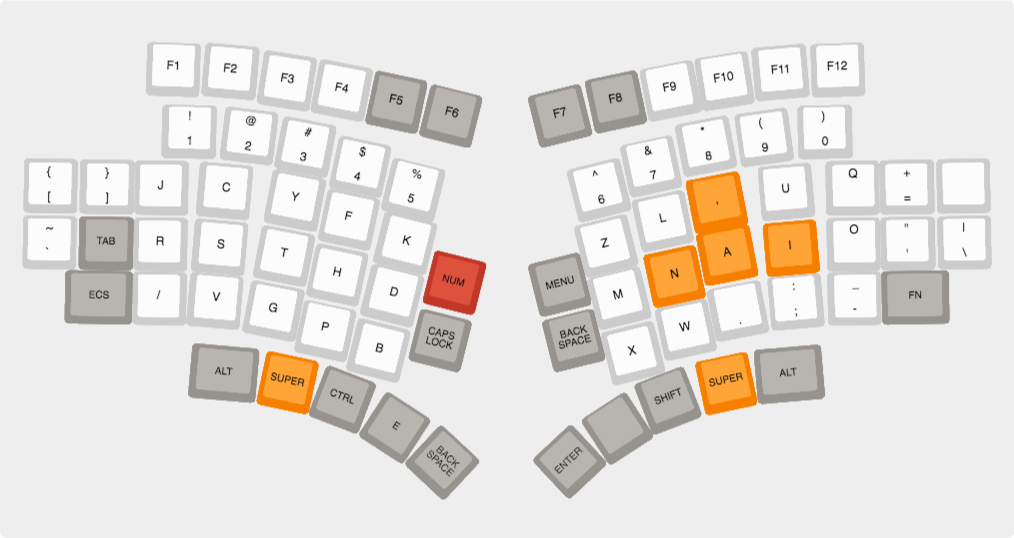 F1 F2 F3 F4 F5 F6 F7 F8 F9 F10 F11 F12
! @ # $ % ^ & * ( )
1 2 3 4 5 6 7 8 9 0
{ } J C Y F K Z L , U Q +
[ ] =
~ TAB R S T H D NUM MENU M N A I O " |
` ' \
ECS / V G P B CAPS LOCK BACK SPACE X W . : _ FN
; -
ALT SUPER CTRL E BACK SPACE ENTER SHIFT SUPER ALT